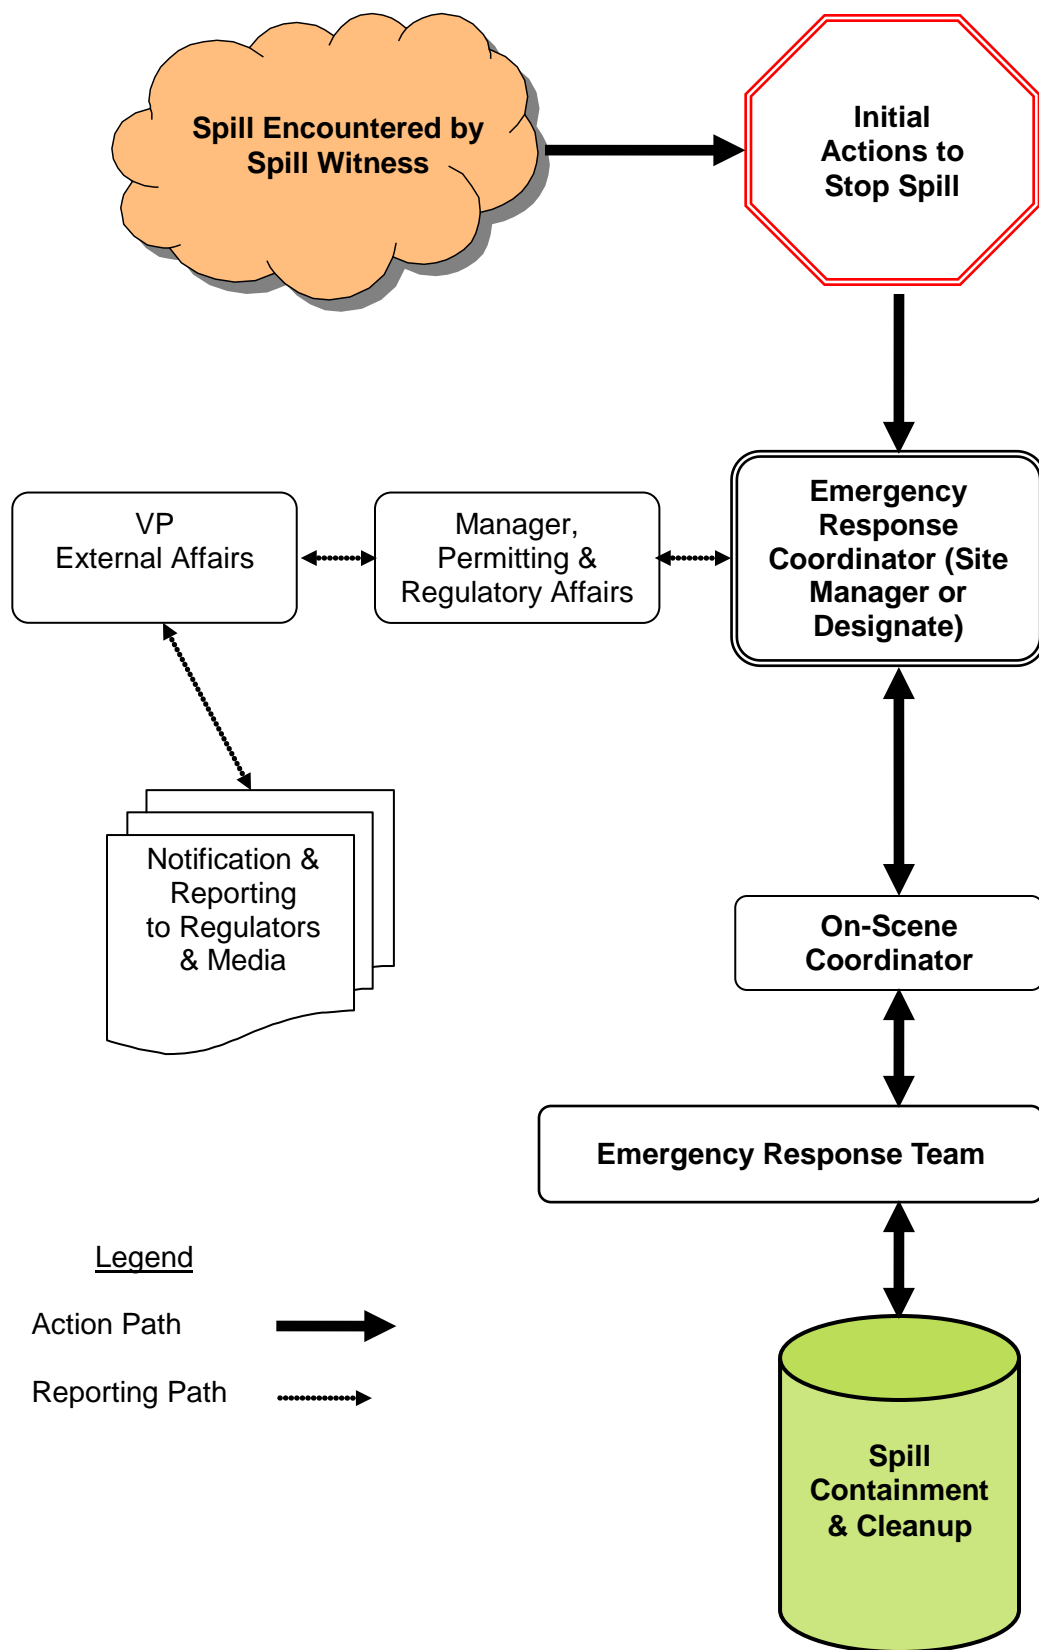 Spill Encountered by
Spill Witness
Initial
Actions to
Stop Spill
VP
External Affairs
Manager,
Permitting &
Regulatory Affairs
Emergency
Response
Coordinator (Site
Manager or
Designate)
Notification &
Reporting
to Regulators
& Media
On-Scene
Coordinator
Emergency Response Team
Legend
Action Path
Reporting Path
Spill
Containment
& Cleanup